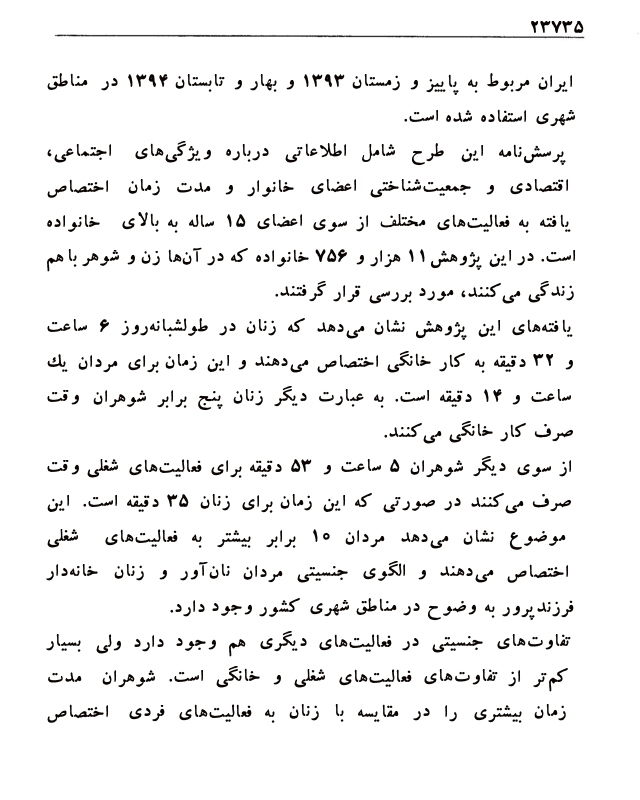 ۲۳۷۳۵
ایران مربوط به پاییز و زمستان ۱۳۹۳ و بهار و تابستان ۱۳۹۴ در مناطق
شهری استفاده شده است.
پرسش‌نامه این طرح شامل اطلاعاتی درباره ویژگی‌های اجتماعی،
اقتصادی و جمعیت‌شناختی اعضای خانوار و مدت زمان اختصاص
یافته به فعالیت‌های مختلف از سوی اعضای ۱۵ ساله به بالای خانواده
است. در این پژوهش ۱۱ هزار و ۷۵۶ خانواده که در آن‌ها زن و شوهر باهم
زندگی می‌کنند، مورد بررسی قرار گرفتند.
یافته‌های این پژوهش نشان می‌دهد که زنان در طولشبانه‌روز ۶ ساعت
و ۳۲ دقیقه به کار خانگی اختصاص می‌دهند و این زمان برای مردان یك
ساعت و ۱۴ دقیقه است. به عبارت دیگر زنان پنج برابر شوهران وقت
صرف کار خانگی می‌کنند.
از سوی دیگر شوهران ۵ ساعت و ۵۳ دقیقه برای فعالیت‌های شغلی وقت
صرف می‌کنند در صورتی که این زمان برای زنان ۳۵ دقیقه است. این
موضوع نشان می‌دهد مردان ۱۰ برابر بیشتر به فعالیت‌های شغلی
اختصاص می‌دهند و الگوی جنسیتی مردان نان‌آور و زنان خانه‌دار
فرزندپرور به وضوح در مناطق شهری کشور وجود دارد.
تفاوت‌های جنسیتی در فعالیت‌های دیگری هم وجود دارد ولی بسیار
کم‌تر از تفاوت‌های فعالیت‌های شغلی و خانگی است. شوهران مدت
زمان بیشتری را در مقایسه با زنان به فعالیت‌های فردی اختصاص